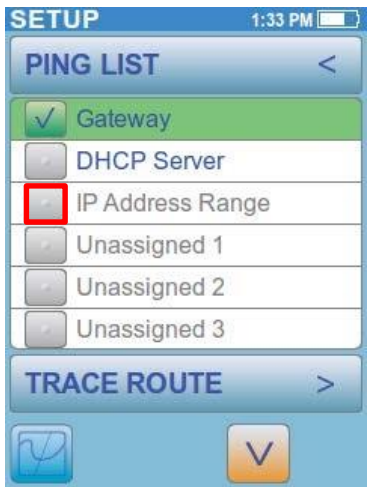 SETUP 1:33 PM
PING LIST <
Gateway
DHCP Server
IP Address Range
Unassigned 1
Unassigned 2
Unassigned 3
TRACE ROUTE >